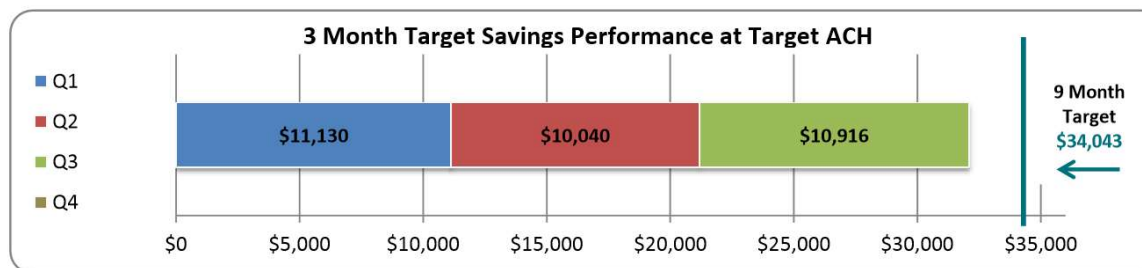 3 Month Target Savings Performance at Target ACH
Q1
Q2
Q3
Q4
$11,130
$10,040
$10,916
9 Month
Target
$34,043
$0
$5,000
$10,000
$15,000
$20,000
$25,000
$30,000
$35,000